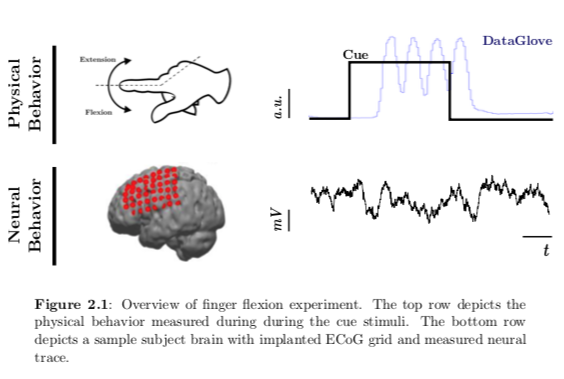 Physical
Behavior
Extension
Flexion
Cue
DataGlove
a.u.
Neural
Behavior
mV
t
Figure 2.1: Overview of finger flexion experiment. The top row depicts the
physical behavior measured during during the cue stimuli. The bottom row
depicts a sample subject brain with implanted ECoG grid and measured neural
trace.